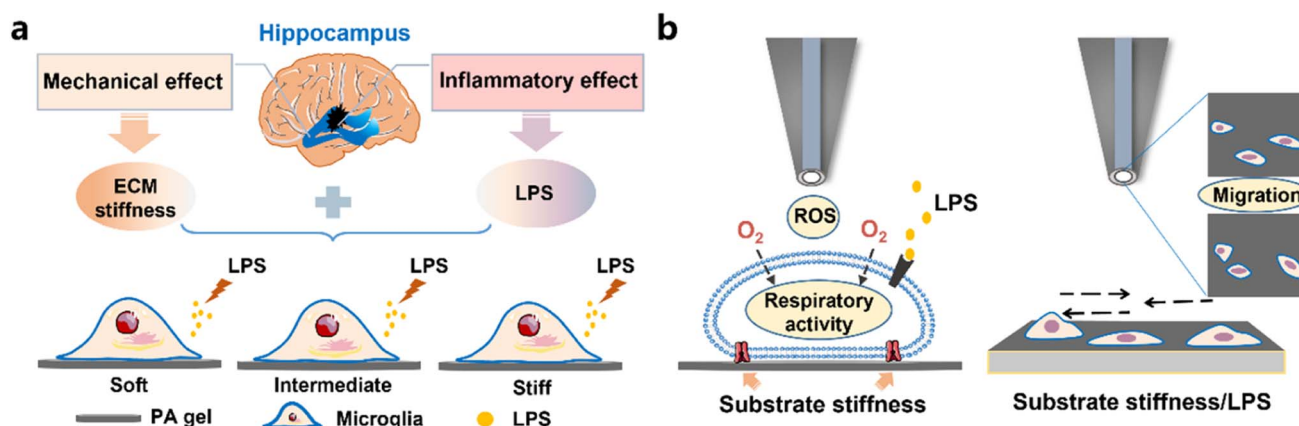 a
Hippocampus
Mechanical effect
Inflammatory effect
ECM
stiffness
LPS
LPS
LPS
LPS
Soft
Intermediate
Stiff
PA gel
Microglia
LPS
b
ROS
LPS
O2
O2
Respiratory
activity
Substrate stiffness
Migration
Substrate stiffness/LPS